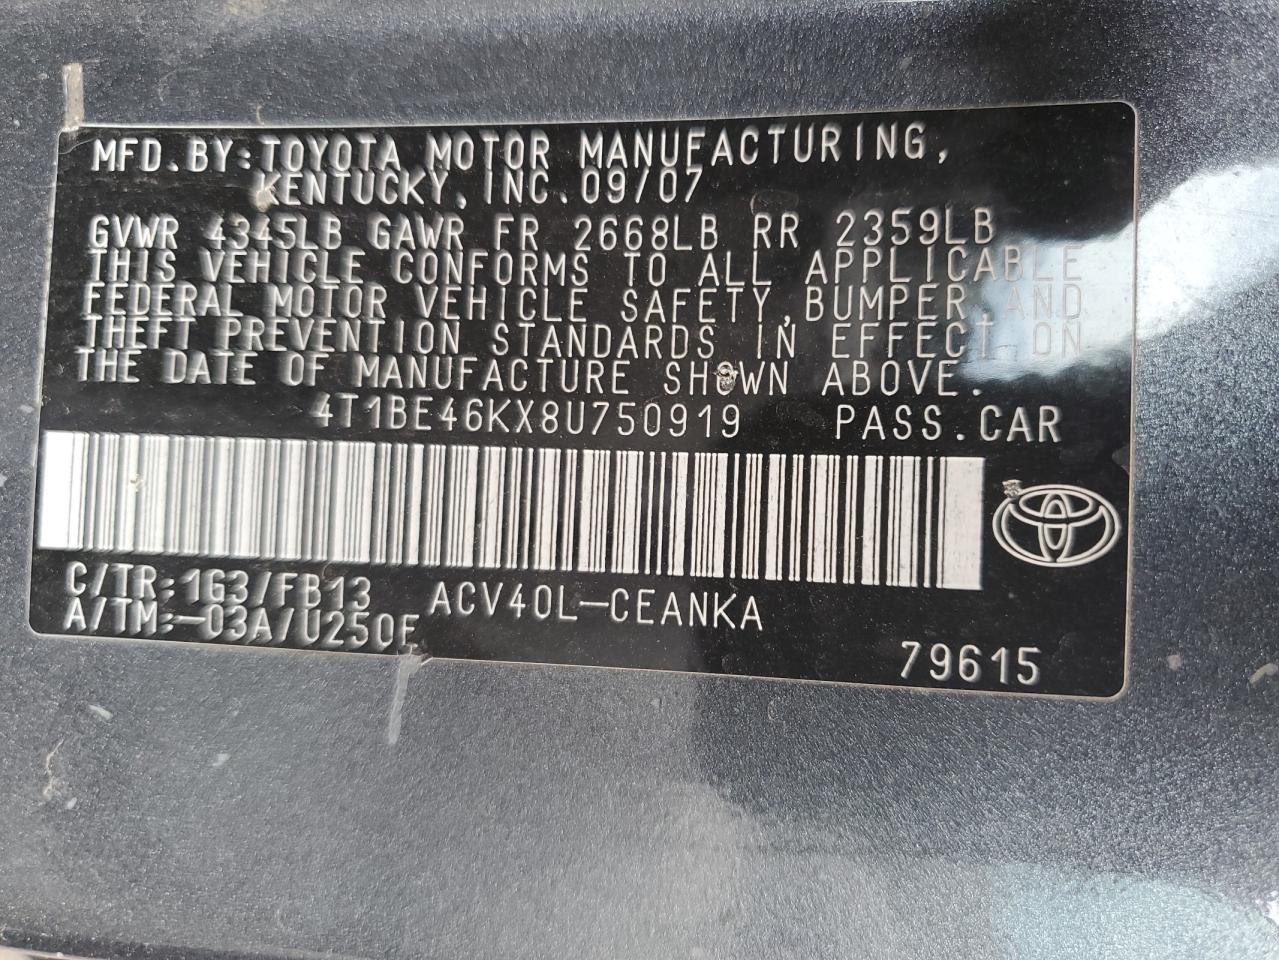 MFD.BY:TOYOTA MOTOR MANUFACTURING,
KENTUCKY, INC. 09/07
GVWR 4345LB GAWR FR 2668LB RR 2359LB
THIS VEHICLE CONFORMS TO ALL APPLICABLE
FEDERAL MOTOR VEHICLE SAFETY,BUMPER,AND
THEFT PREVENTION STANDARDS IN EFFECT ON
THE DATE OF MANUFACTURE SHOWN ABOVE.
4T1BE46KX8U750919 PASS.CAR
C/TR:1G3/FB13 ACV40L-CEANKA
A/TM:-03A/U250E
79615